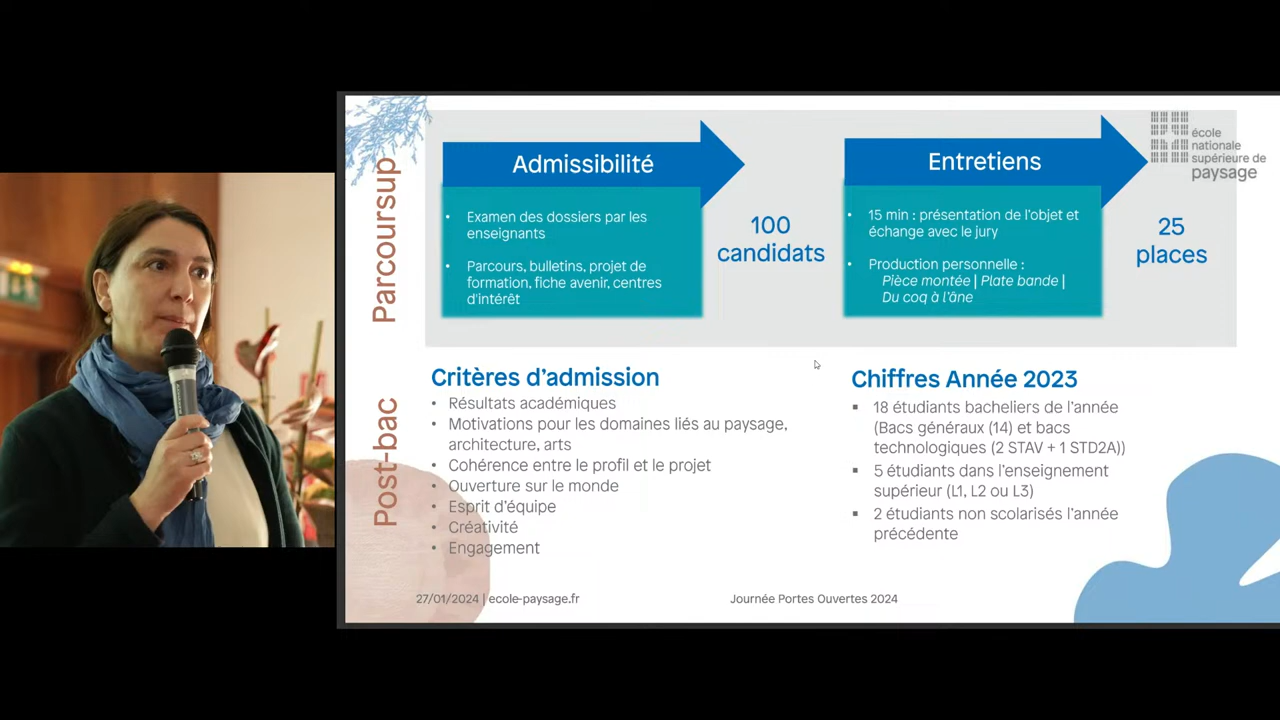 Parcoursup
Admissibilité
• Examen des dossiers par les
enseignants
• Parcours, bulletins, projet de
formation, fiche avenir, centres
d'intérêt
100
candidats
Entretiens
• 15 min : présentation de l'objet et
échange avec le jury
• Production personnelle :
Pièce montée | Plate bande |
Du coq à l'âne
25
places
école
nationale
supérieure de
paysage
Post-bac
Critères d'admission
• Résultats académiques
• Motivations pour les domaines liés au paysage,
architecture, arts
• Cohérence entre le profil et le projet
• Ouverture sur le monde
• Esprit d'équipe
• Créativité
• Engagement
Chiffres Année 2023
▪ 18 étudiants bacheliers de l'année
(Bacs généraux (14) et bacs
technologiques (2 STAV + 1 STD2A))
▪ 5 étudiants dans l'enseignement
supérieur (L1, L2 ou L3)
▪ 2 étudiants non scolarisés l'année
précédente
27/01/2024 | ecole-paysage.fr
Journée Portes Ouvertes 2024